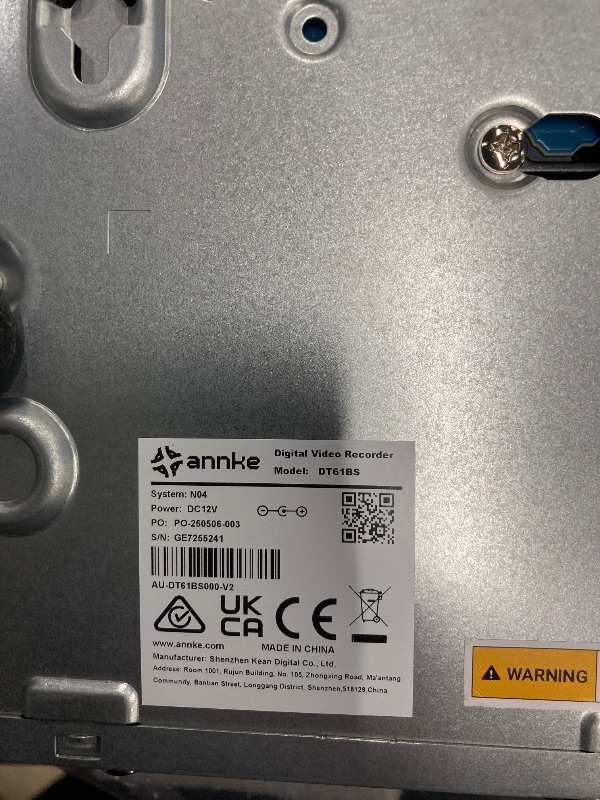 annke
Digital Video Recorder
Model: DT61BS
System: N04
Power: DC12V
PO: PO-250506-003
S/N: GE7255241
AU-DT61BS000-V2
UK
CA
CE
www.annke.com
MADE IN CHINA
Manufacturer: Shenzhen Kean Digital Co., Ltd.
Address: Room 1001, Rujun Building, No. 105, Zhongxing Road, Ma'antang
Community, Bantian Street, Longgang District, Shenzhen,518129,China.
WARNING